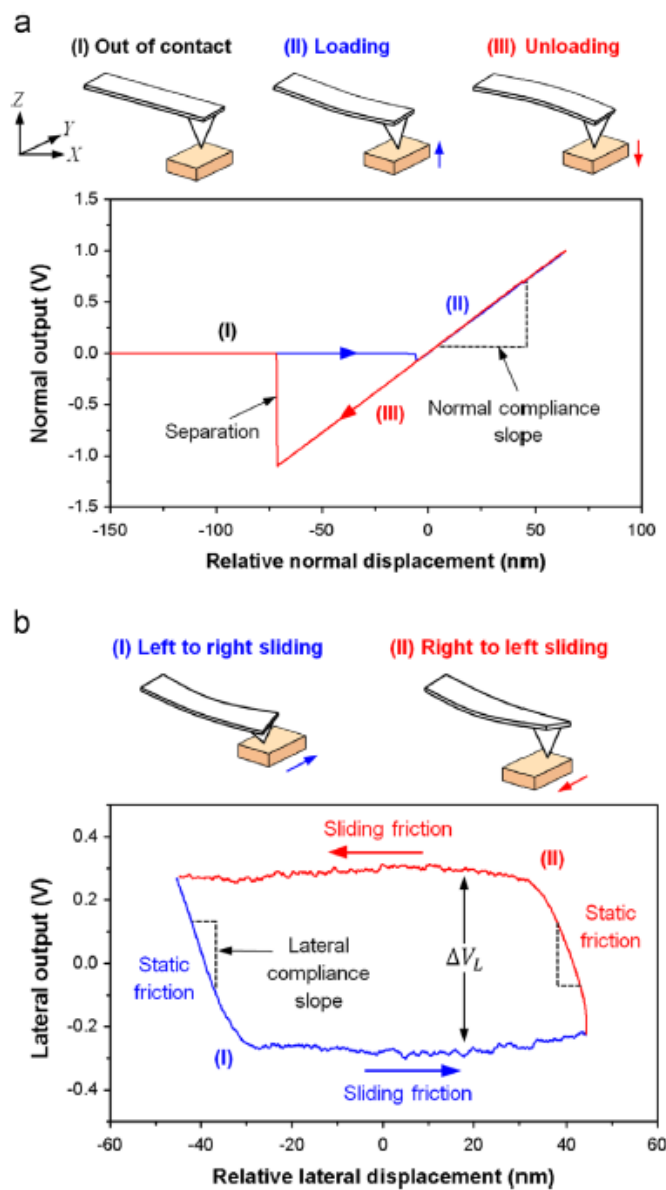 a
(I) Out of contact
(II) Loading
(III) Unloading
Z
Y
X
1.5
1.0
0.5
0.0
-0.5
-1.0
-1.5
Normal output (V)
(I)
(II)
(III)
Separation
Normal compliance
slope
-150
-100
-50
0
50
100
Relative normal displacement (nm)
b
(I) Left to right sliding
(II) Right to left sliding
0.4
0.2
0.0
-0.2
-0.4
Lateral output (V)
Sliding friction
(II)
Static
friction
Lateral
compliance
slope
ΔV_L
Static
friction
(I)
Sliding friction
-60
-40
-20
0
20
40
60
Relative lateral displacement (nm)